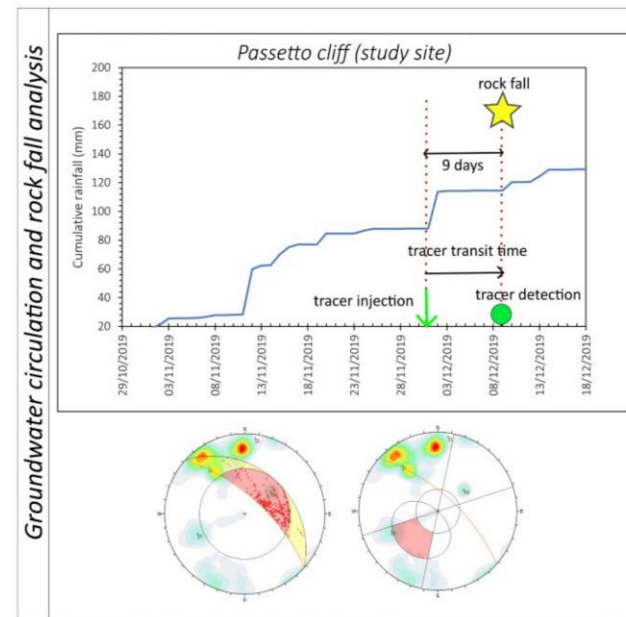 Groundwater circulation and rock fall analysis
Passetto cliff (study site)
Cumulative rainfall (mm)
200
180
160
140
120
100
80
60
40
20
rock fall
9 days
tracer transit time
tracer injection
tracer detection
29/10/2019
03/11/2019
08/11/2019
13/11/2019
18/11/2019
23/11/2019
28/11/2019
03/12/2019
08/12/2019
13/12/2019
18/12/2019